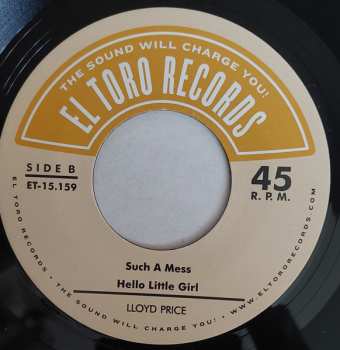 THE SOUND WILL CHARGE YOU!
EL TORO RECORDS
SIDE B
ET-15.159
45
R. P. M.
Such A Mess
Hello Little Girl
LLOYD PRICE
EL TORO RECORDS.
THE SOUND WILL CHARGE YOU!
WWW.ELTORORECORDS.COM